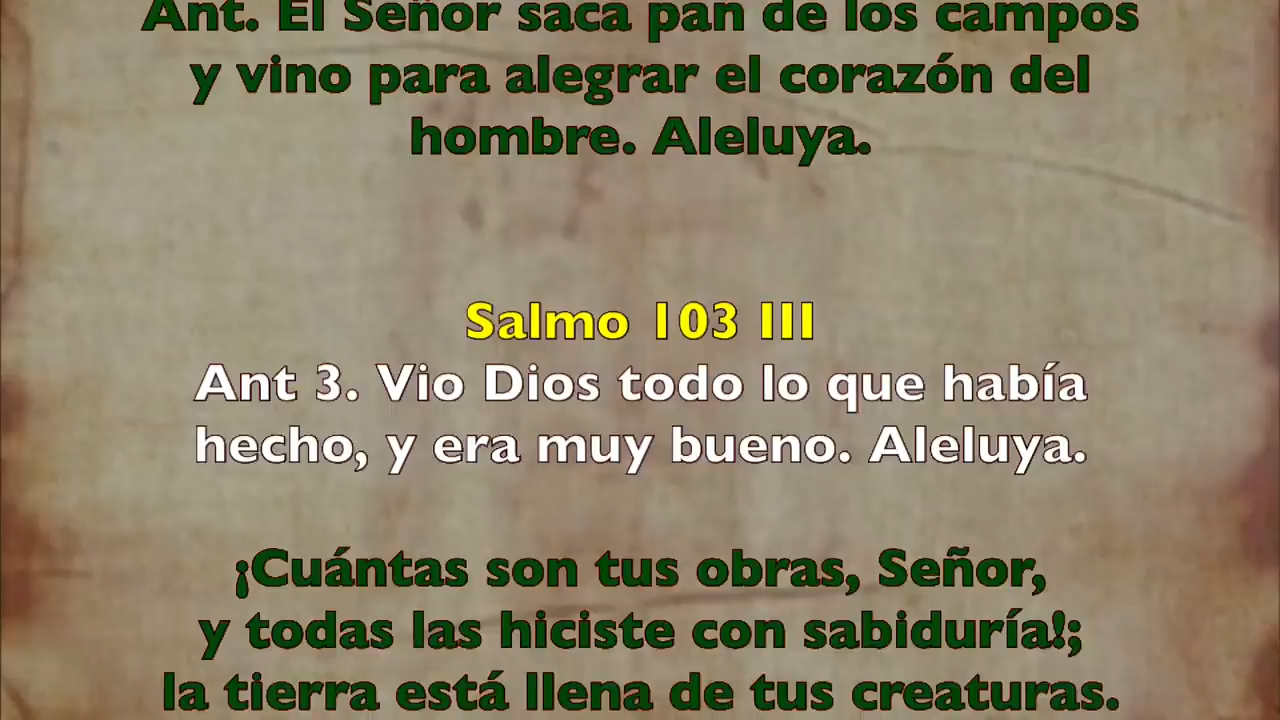 Ant. El Señor saca pan de los campos
y vino para alegrar el corazón del
hombre. Aleluya.
Salmo 103 III
Ant 3. Vio Dios todo lo que había
hecho, y era muy bueno. Aleluya.
¡Cuántas son tus obras, Señor,
y todas las hiciste con sabiduría!;
la tierra está llena de tus creaturas.